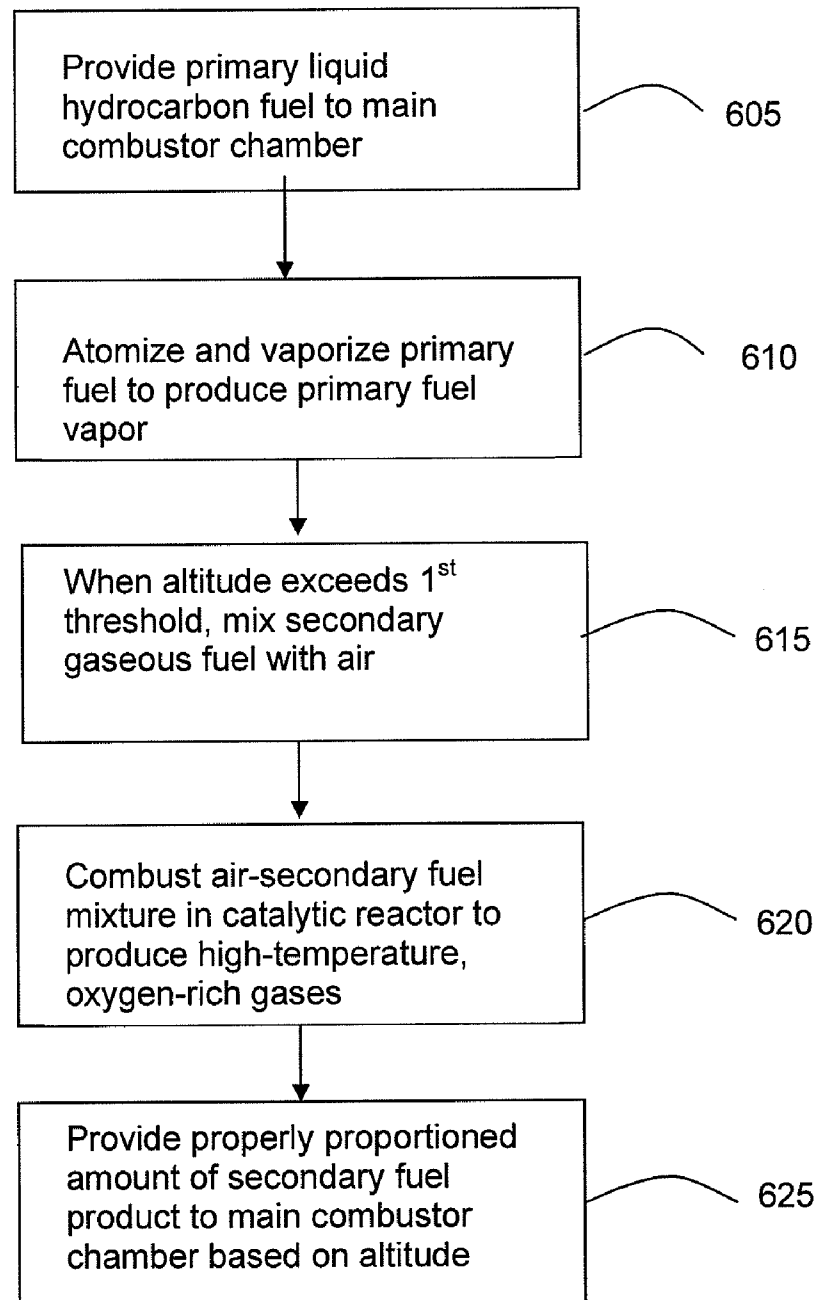 Provide primary liquid
hydrocarbon fuel to main
combustor chamber
605
Atomize and vaporize primary
fuel to produce primary fuel
vapor
610
When altitude exceeds 1st
threshold, mix secondary
gaseous fuel with air
615
Combust air-secondary fuel
mixture in catalytic reactor to
produce high-temperature,
oxygen-rich gases
620
Provide properly proportioned
amount of secondary fuel
product to main combustor
chamber based on altitude
625